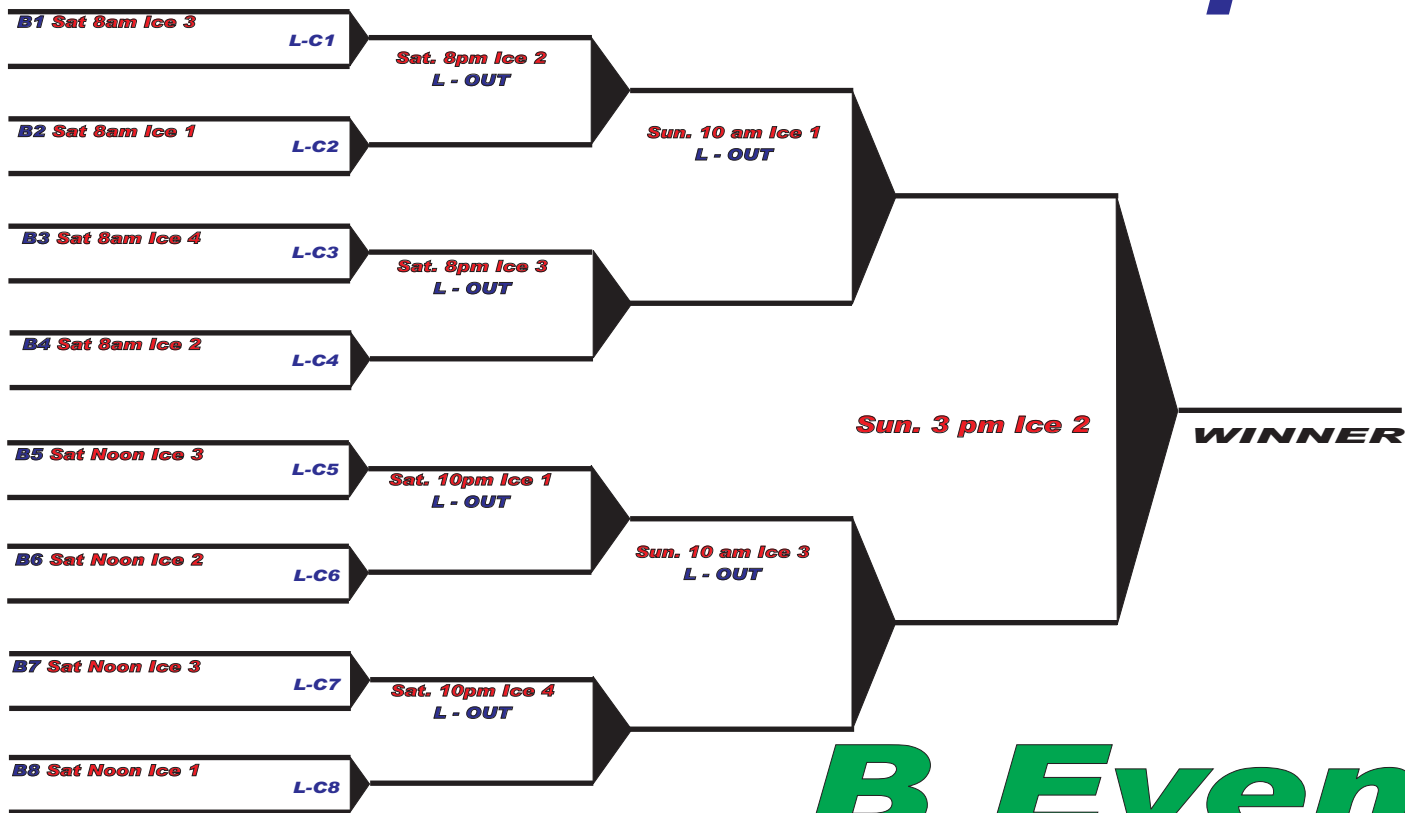 B1 Sat 8am Ice 3
L-C1
Sat. 8pm Ice 2
L - OUT
B2 Sat 8am Ice 1
L-C2
Sun. 10 am Ice 1
L - OUT
B3 Sat 8am Ice 4
L-C3
Sat. 8pm Ice 3
L - OUT
B4 Sat 8am Ice 2
L-C4
Sun. 3 pm Ice 2
WINNER
B5 Sat Noon Ice 3
L-C5
Sat. 10pm Ice 1
L - OUT
B6 Sat Noon Ice 2
L-C6
Sun. 10 am Ice 3
L - OUT
B7 Sat Noon Ice 3
L-C7
Sat. 10pm Ice 4
L - OUT
B8 Sat Noon Ice 1
L-C8
B Even